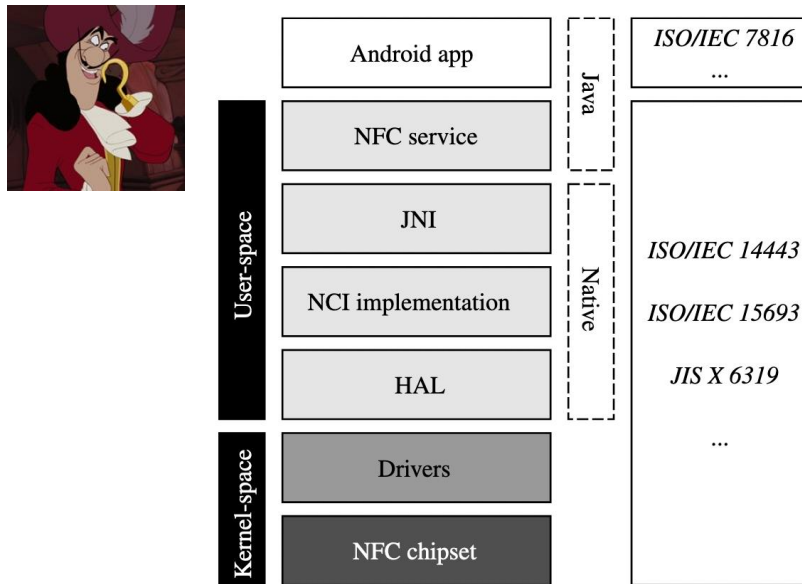 Android app
Java
ISO/IEC 7816
...
User-space
NFC service
JNI
Native
NCI implementation
HAL
ISO/IEC 14443
ISO/IEC 15693
JIS X 6319
...
Kernel-space
Drivers
NFC chipset